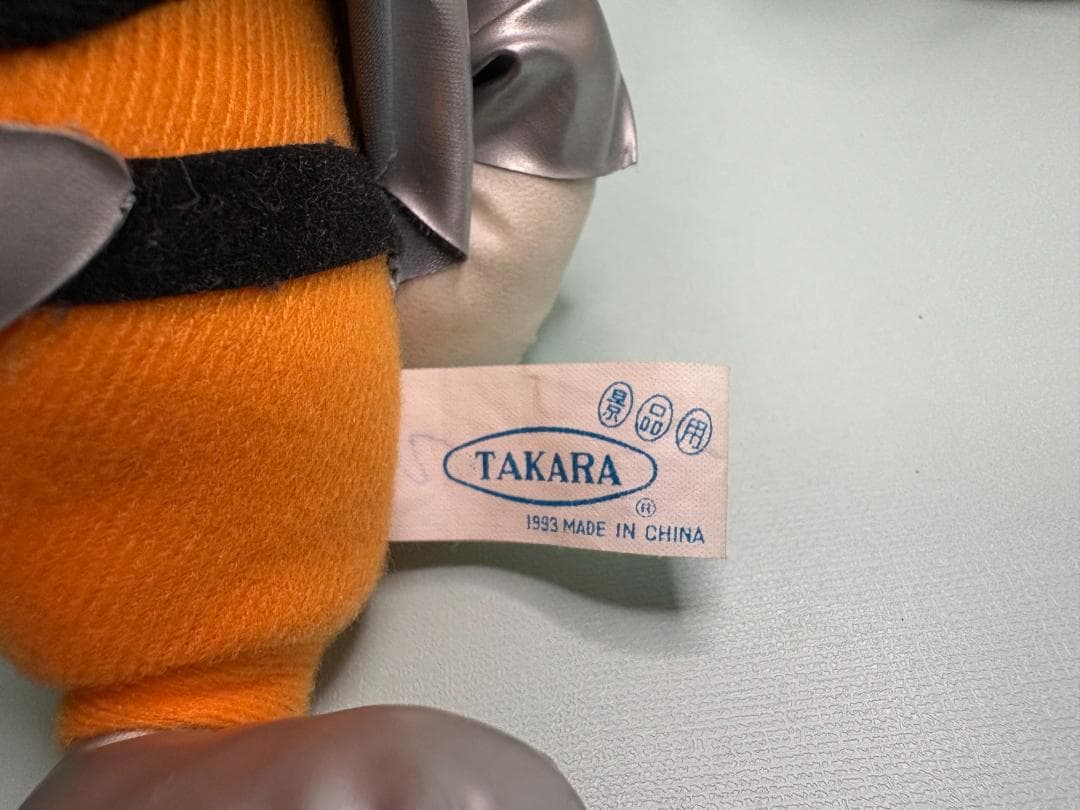 景品用
TAKARA
®
1993 MADE IN CHINA